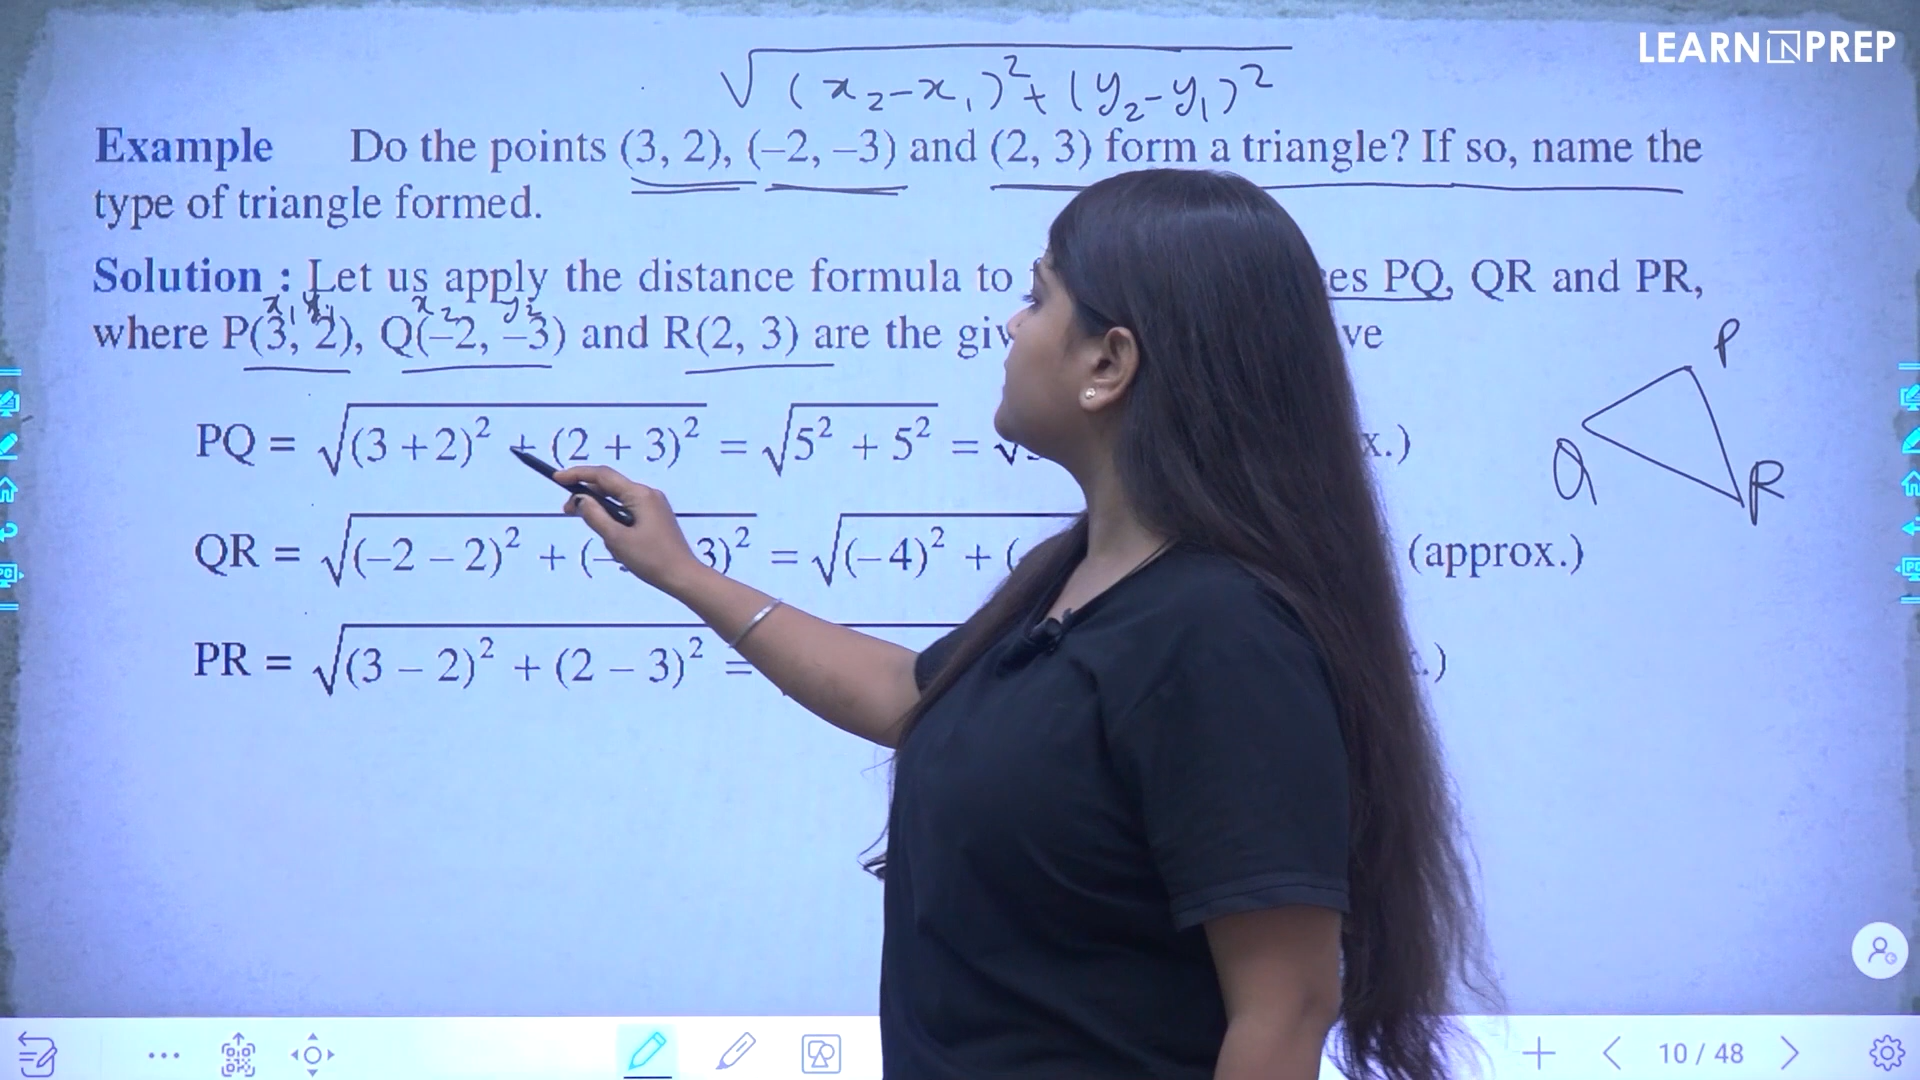 LEARN INPREP
√(x₂-x₁)²+(y₂-y₁)²
Example Do the points (3, 2), (–2, –3) and (2, 3) form a triangle? If so, name the
type of triangle formed.
Solution : Let us apply the distance formula to es PQ, QR and PR,
x₁ x₂ y₂
where P(3, 2), Q(–2, –3) and R(2, 3) are the giv ve
P
PQ = √(3 +2)² + (2 + 3)² = √5² + 5² = √ x.)
Q R
QR = √(–2 – 2)² + (– 3)² = √(–4)² + ( (approx.)
PR = √(3 – 2)² + (2 – 3)² = .)
10 / 48